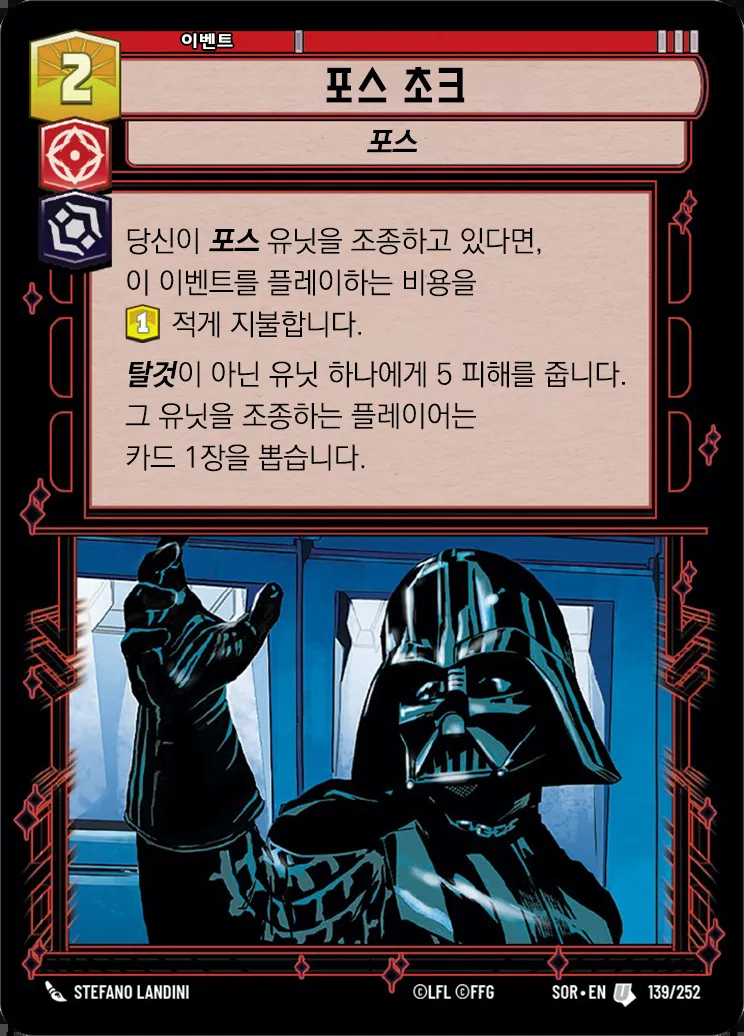 이벤트
2
포스 초크
포스
당신이 포스 유닛을 조종하고 있다면,
이 이벤트를 플레이하는 비용을
1 적게 지불합니다.
탈것이 아닌 유닛 하나에게 5 피해를 줍니다.
그 유닛을 조종하는 플레이어는
카드 1장을 뽑습니다.
STEFANO LANDINI
©LFL ©FFG
SOR•EN U 139/252